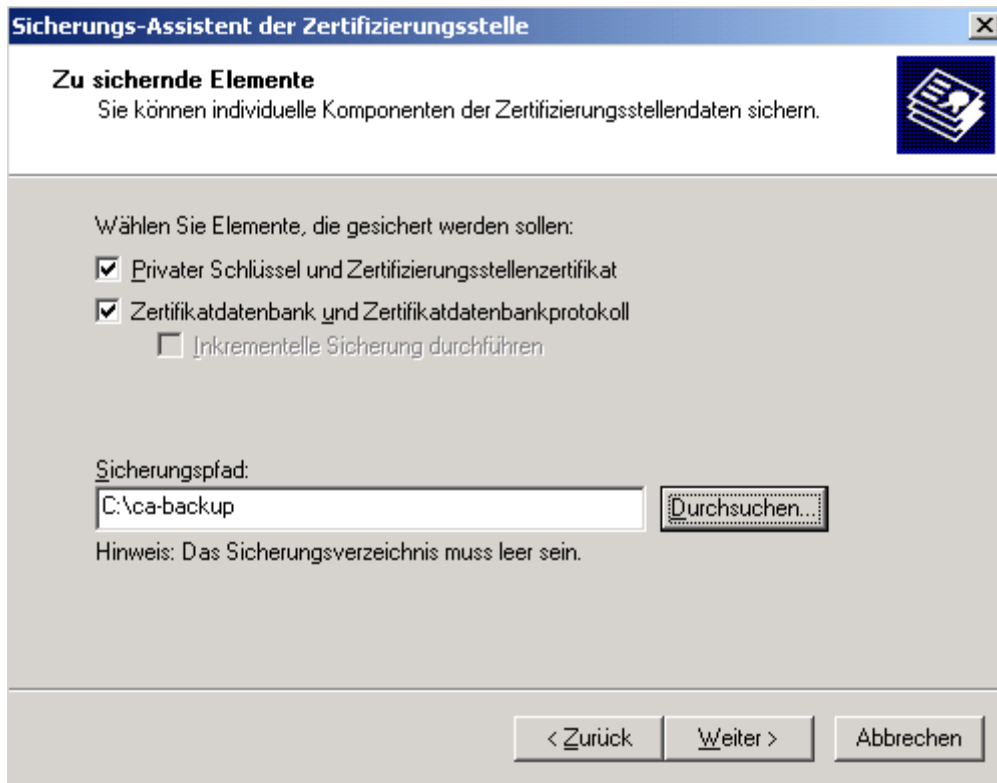 Sicherungs-Assistent der Zertifizierungsstelle
Zu sichernde Elemente
Sie können individuelle Komponenten der Zertifizierungsstellendaten sichern.
Wählen Sie Elemente, die gesichert werden sollen:
Privater Schlüssel und Zertifizierungsstellenzertifikat
Zertifikatdatenbank und Zertifikatdatenbankprotokoll
Inkrementelle Sicherung durchführen
Sicherungspfad:
C:\ca-backup Durchsuchen...
Hinweis: Das Sicherungsverzeichnis muss leer sein.
< Zurück Weiter > Abbrechen